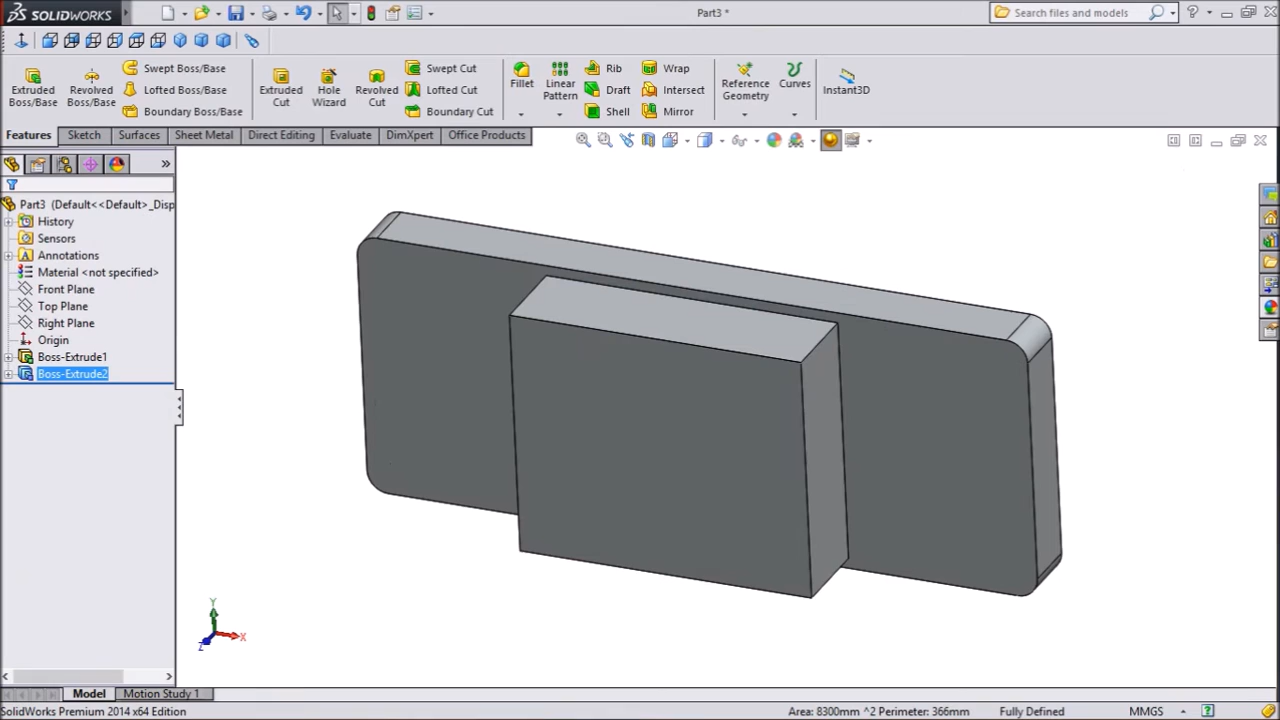 SOLIDWORKS
Part3 *
Search files and models
Extruded Boss/Base
Revolved Boss/Base
Swept Boss/Base
Lofted Boss/Base
Boundary Boss/Base
Extruded Cut
Hole Wizard
Revolved Cut
Swept Cut
Lofted Cut
Boundary Cut
Fillet
Linear Pattern
Rib
Draft
Shell
Wrap
Intersect
Mirror
Reference Geometry
Curves
Instant3D
Features
Sketch
Surfaces
Sheet Metal
Direct Editing
Evaluate
DimXpert
Office Products
Part3 (Default<<Default>_Disp
History
Sensors
Annotations
Material <not specified>
Front Plane
Top Plane
Right Plane
Origin
Boss-Extrude1
Boss-Extrude2
Y
X
Z
Model
Motion Study 1
SolidWorks Premium 2014 x64 Edition
Area: 8300mm ^2 Perimeter: 366mm
Fully Defined
MMGS